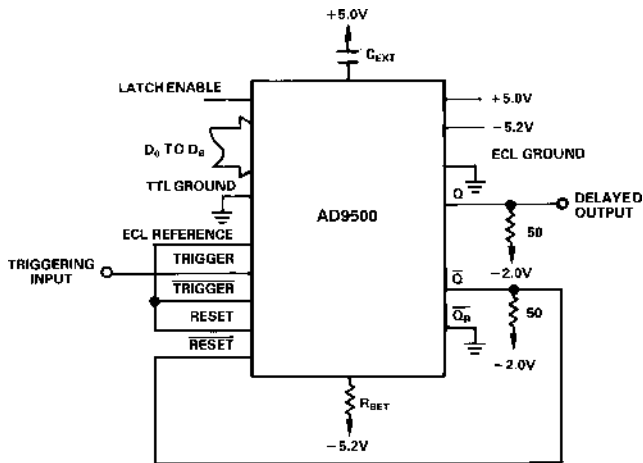 +5.0V
CEXT
LATCH ENABLE
+5.0V
-5.2V
D0 TO D8
ECL GROUND
TTL GROUND
Q
DELAYED
OUTPUT
AD9500
50
ECL REFERENCE
TRIGGERING
INPUT
TRIGGER
-2.0V
TRIGGER
Q
RESET
QR
50
RESET
-2.0V
RSET
-5.2V